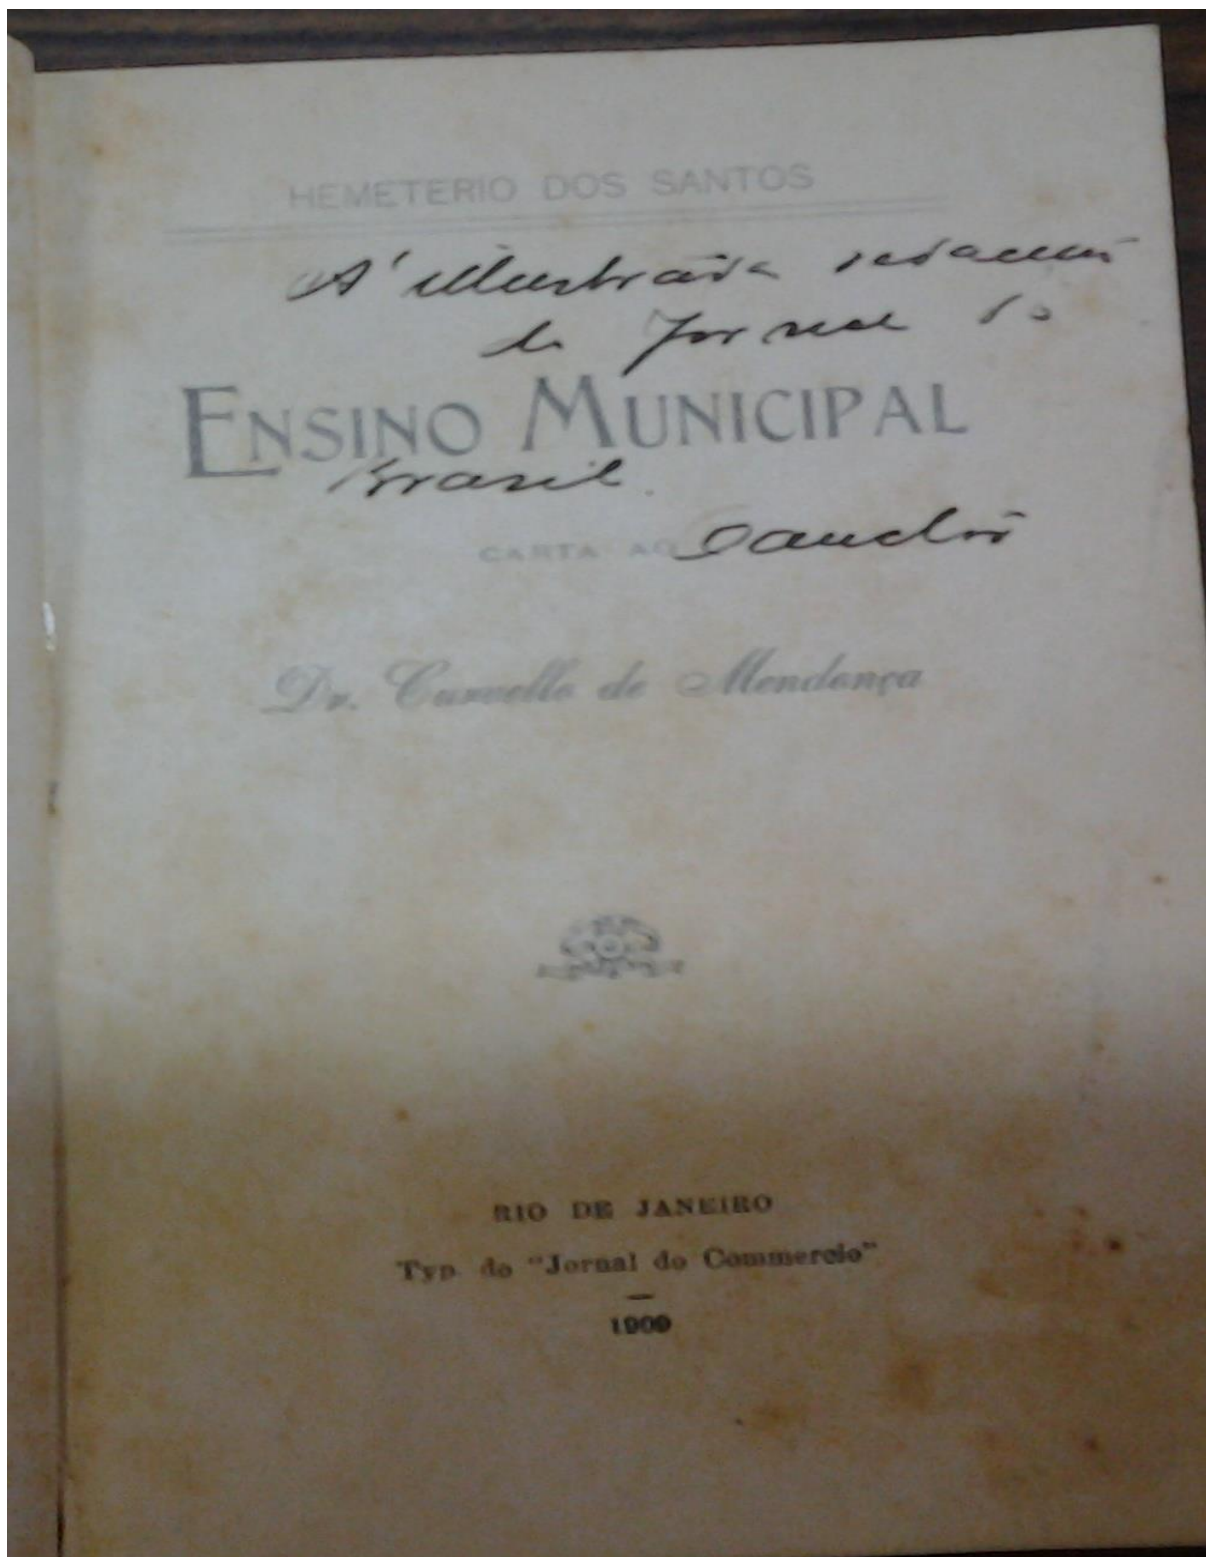 HEMETERIO DOS SANTOS
A' illustrada redacção
do Jornal do
ENSINO MUNICIPAL
Brasil.
CARTA AO
Dr. Curvello de Mendonça
RIO DE JANEIRO
Typ. do "Jornal do Commercio"
1909